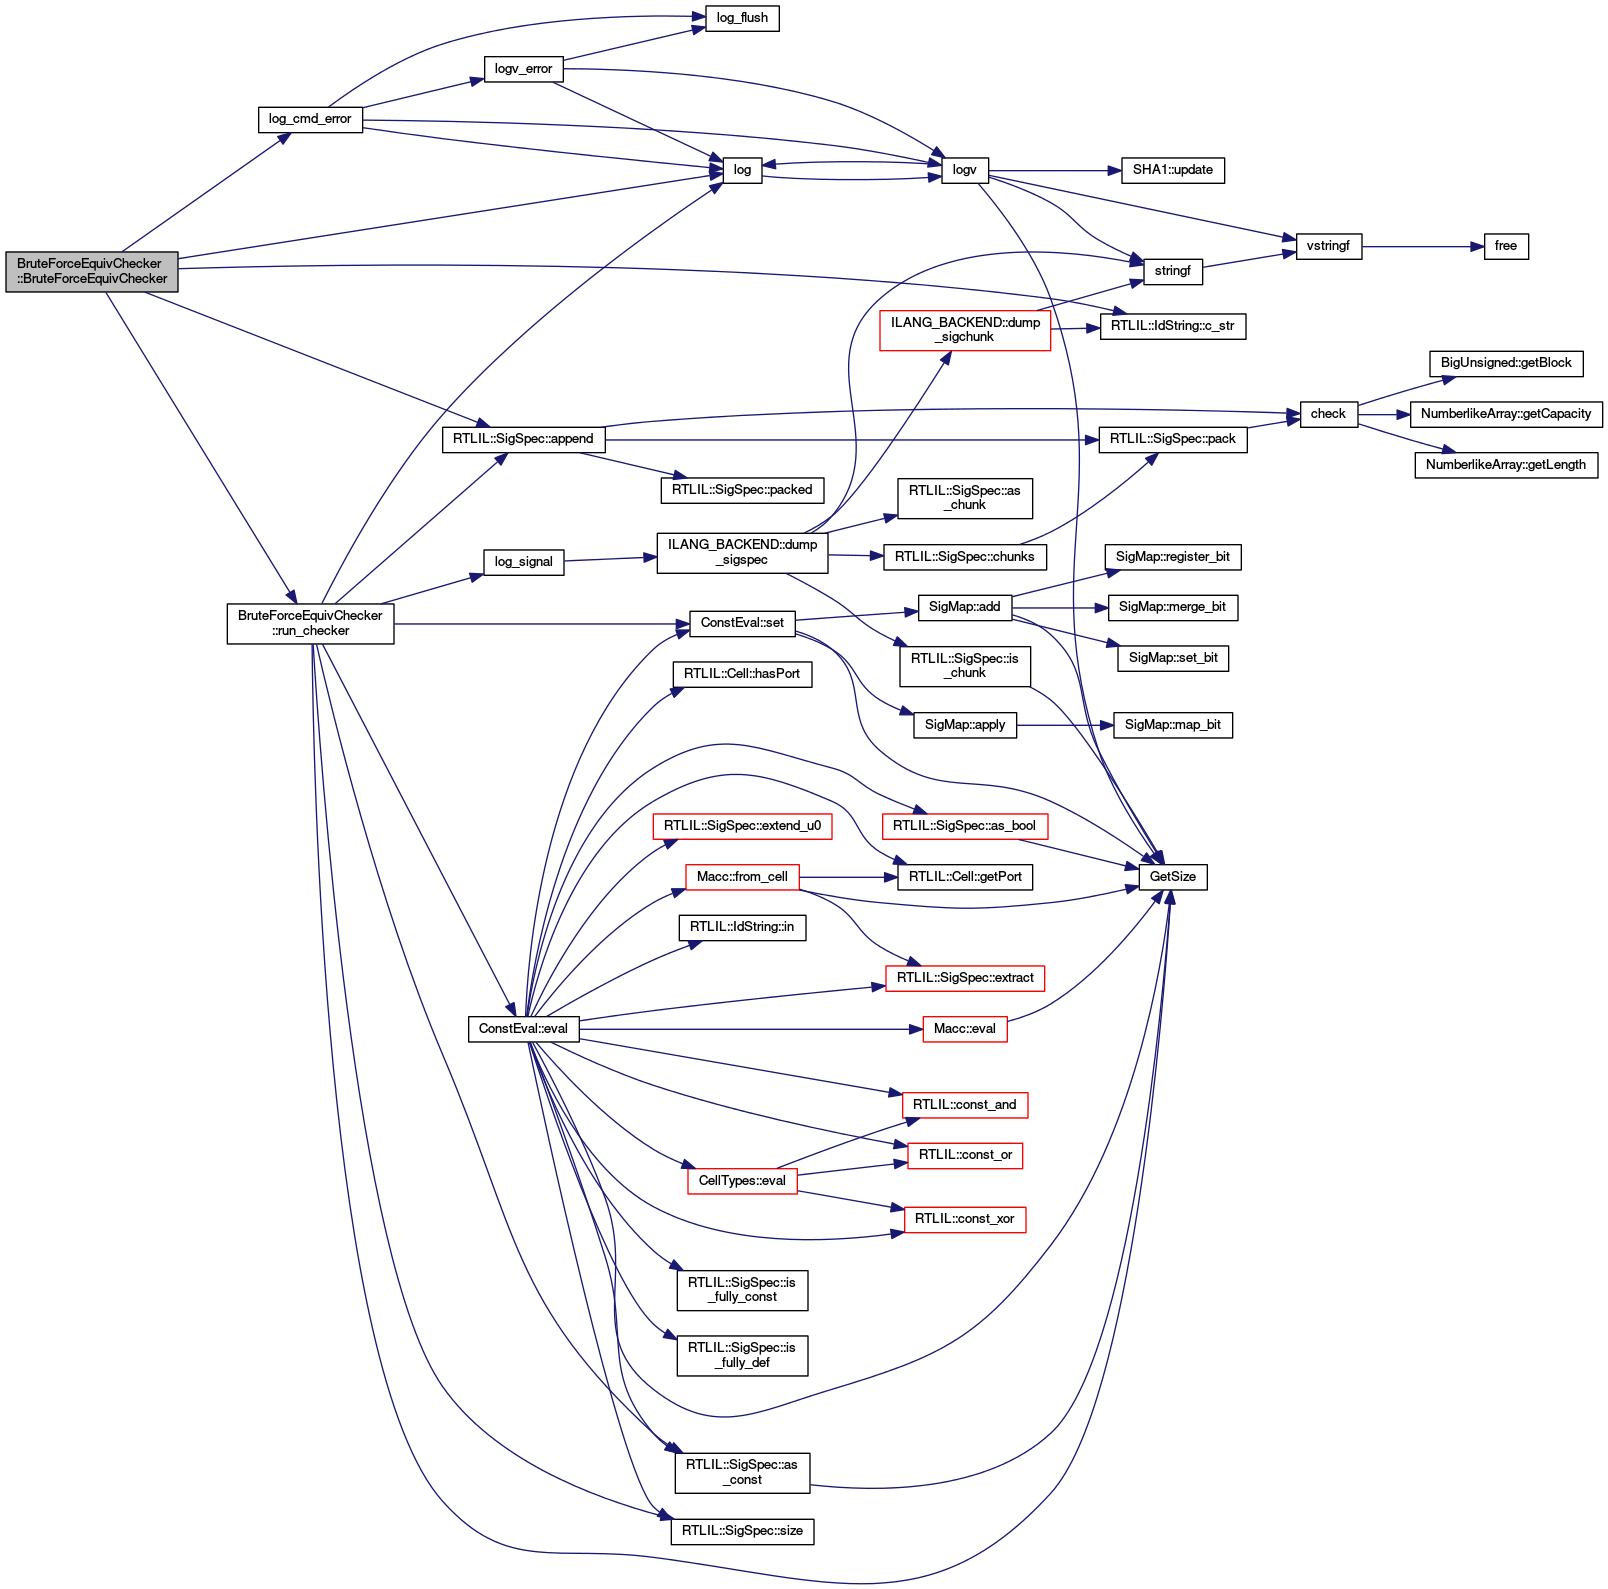 log_flush
logv_error
log_cmd_error
log
logv
SHA1::update
vstringf
free
BruteForceEquivChecker
::BruteForceEquivChecker
stringf
ILANG_BACKEND::dump
_sigchunk
RTLIL::IdString::c_str
BigUnsigned::getBlock
check
NumberlikeArray::getCapacity
RTLIL::SigSpec::append
RTLIL::SigSpec::pack
NumberlikeArray::getLength
RTLIL::SigSpec::packed
RTLIL::SigSpec::as
_chunk
ILANG_BACKEND::dump
_sigspec
log_signal
RTLIL::SigSpec::chunks
SigMap::register_bit
SigMap::add
SigMap::merge_bit
BruteForceEquivChecker
::run_checker
ConstEval::set
RTLIL::SigSpec::is
_chunk
SigMap::set_bit
RTLIL::Cell::hasPort
SigMap::apply
SigMap::map_bit
RTLIL::SigSpec::extend_u0
RTLIL::SigSpec::as_bool
Macc::from_cell
RTLIL::Cell::getPort
GetSize
RTLIL::IdString::in
RTLIL::SigSpec::extract
ConstEval::eval
Macc::eval
RTLIL::const_and
RTLIL::const_or
CellTypes::eval
RTLIL::const_xor
RTLIL::SigSpec::is
_fully_const
RTLIL::SigSpec::is
_fully_def
RTLIL::SigSpec::as
_const
RTLIL::SigSpec::size